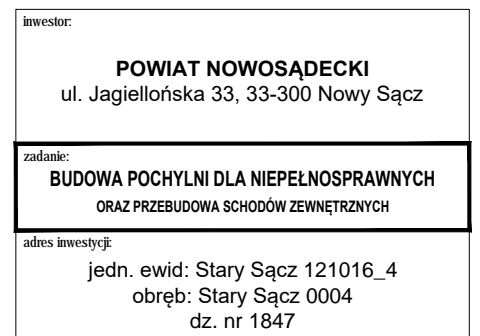 inwestor:
POWIAT NOWOSĄDECKI
ul. Jagiellońska 33, 33-300 Nowy Sącz
zadanie:
BUDOWA POCHYLNI DLA NIEPEŁNOSPRAWNYCH
ORAZ PRZEBUDOWA SCHODÓW ZEWNĘTRZNYCH
adres inwestycji:
jedn. ewid: Stary Sącz 121016_4
obręb: Stary Sącz 0004
dz. nr 1847